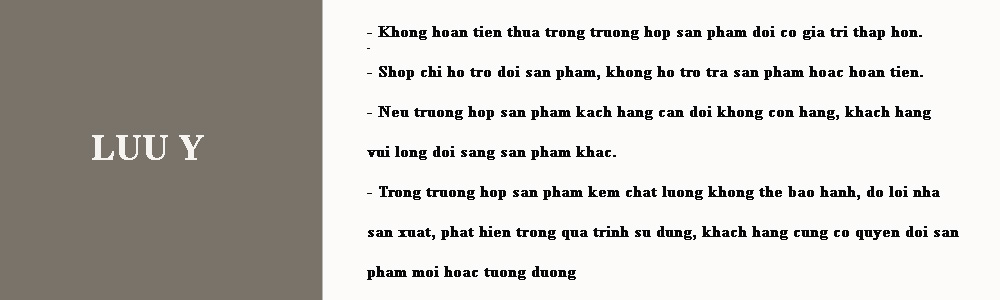 LUU Y
- Khong hoan tien thua trong truong hop san pham doi co gia tri thap hon.
-
- Shop chi ho tro doi san pham, khong ho tro tra san pham hoac hoan tien.
- Neu truong hop san pham kach hang can doi khong con hang, khach hang
vui long doi sang san pham khac.
- Trong truong hop san pham kem chat luong khong the bao hanh, do loi nha
san xuat, phat hien trong qua trinh su dung, khach hang cung co quyen doi san
pham moi hoac tuong duong